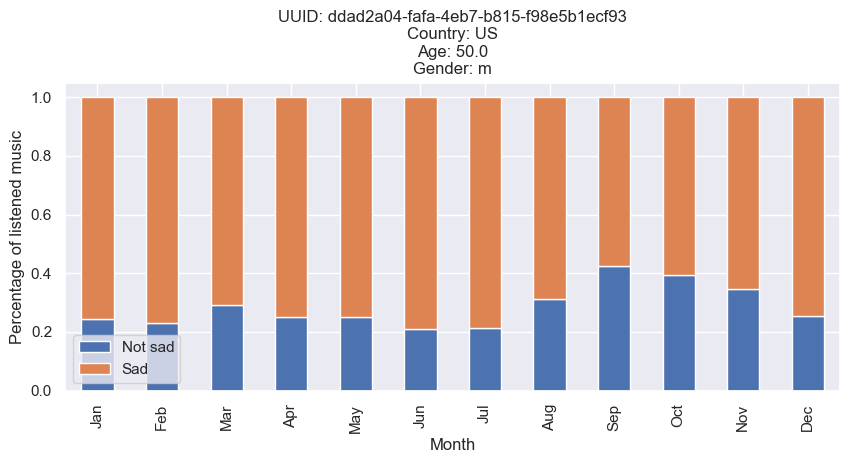 UUID: ddad2a04-fafa-4eb7-b815-f98e5b1ecf93
Country: US
Age: 50.0
Gender: m
Percentage of listened music
1.0
0.8
0.6
0.4
0.2
0.0
Not sad
Sad
Jan
Feb
Mar
Apr
May
Jun
Jul
Aug
Sep
Oct
Nov
Dec
Month